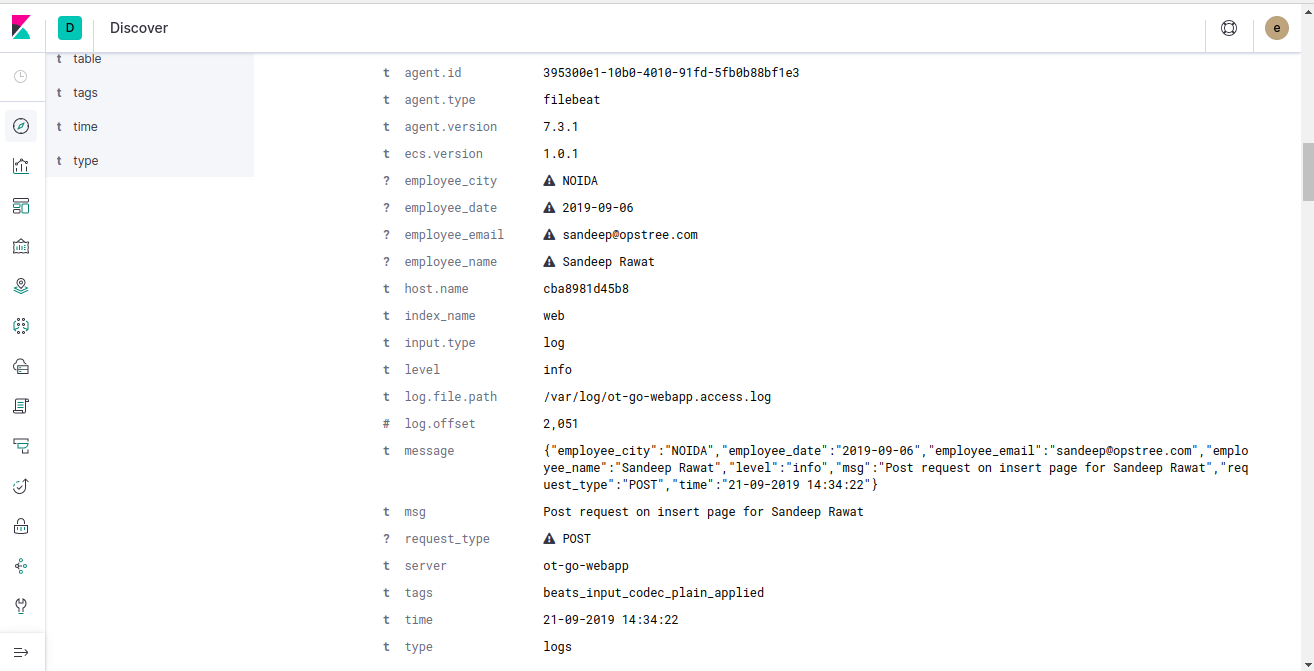 D Discover e
t table
t tags
t time
t type
t agent.id 395300e1-10b0-4010-91fd-5fb0b88bf1e3
t agent.type filebeat
t agent.version 7.3.1
t ecs.version 1.0.1
? employee_city NOIDA
? employee_date 2019-09-06
? employee_email sandeep@opstree.com
? employee_name Sandeep Rawat
t host.name cba8981d45b8
t index_name web
t input.type log
t level info
t log.file.path /var/log/ot-go-webapp.access.log
# log.offset 2,051
t message {"employee_city":"NOIDA","employee_date":"2019-09-06","employee_email":"sandeep@opstree.com","emplo
yee_name":"Sandeep Rawat","level":"info","msg":"Post request on insert page for Sandeep Rawat","req
uest_type":"POST","time":"21-09-2019 14:34:22"}
t msg Post request on insert page for Sandeep Rawat
? request_type POST
t server ot-go-webapp
t tags beats_input_codec_plain_applied
t time 21-09-2019 14:34:22
t type logs